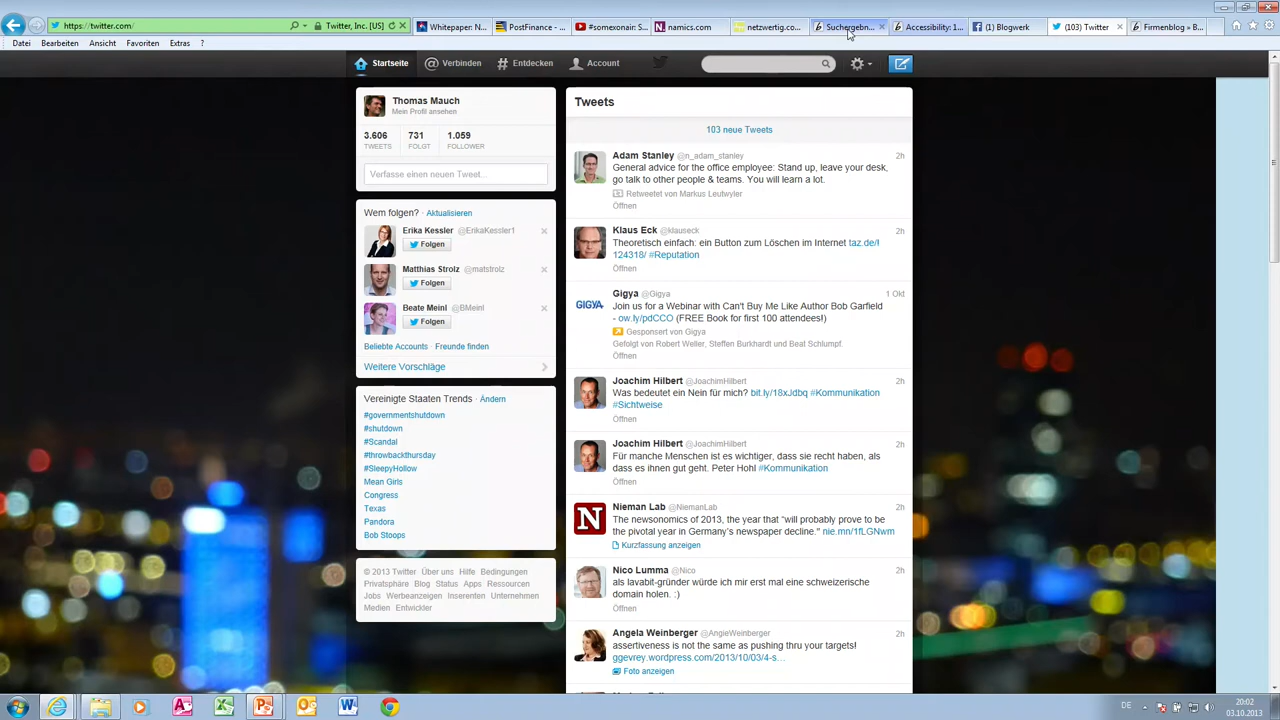 https://twitter.com/
Twitter, Inc. [US]
Whitepaper: N...
PostFinance - ...
#somexonair: S...
namics.com
netzwertig.co...
Suchergebn...
Accessibility: 1...
(1) Blogwerk
(103) Twitter
Firmenblog » B...
Datei Bearbeiten Ansicht Favoriten Extras ?
Startseite Verbinden Entdecken Account
Thomas Mauch
Mein Profil ansehen
3.606 731 1.059
TWEETS FOLGT FOLLOWER
Verfasse einen neuen Tweet...
Wem folgen? · Aktualisieren
Erika Kessler @ErikaKessler1
Folgen
Matthias Strolz @matstrolz
Folgen
Beate Meinl @BMeinl
Folgen
Beliebte Accounts · Freunde finden
Weitere Vorschläge
Vereinigte Staaten Trends · Ändern
#governmentshutdown
#shutdown
#Scandal
#throwbackthursday
#SleepyHollow
Mean Girls
Congress
Texas
Pandora
Bob Stoops
© 2013 Twitter Über uns Hilfe Bedingungen
Privatsphäre Blog Status Apps Ressourcen
Jobs Werbeanzeigen Inserenten Unternehmen
Medien Entwickler
Tweets
103 neue Tweets
Adam Stanley @n_adam_stanley 2h
General advice for the office employee: Stand up, leave your desk,
go talk to other people & teams. You will learn a lot.
Retweetet von Markus Leutwyler
Öffnen
Klaus Eck @klauseck 2h
Theoretisch einfach: ein Button zum Löschen im Internet taz.de/!
124318/ #Reputation
Öffnen
GIGYA
Gigya @Gigya 1 Okt
Join us for a Webinar with Can't Buy Me Like Author Bob Garfield
- ow.ly/pdCCO (FREE Book for first 100 attendees!)
Gesponsert von Gigya
Gefolgt von Robert Weller, Steffen Burkhardt und Beat Schlumpf
Öffnen
Joachim Hilbert @JoachimHilbert 2h
Was bedeutet ein Nein für mich? bit.ly/18xJdbq #Kommunikation
#Sichtweise
Öffnen
Joachim Hilbert @JoachimHilbert 2h
Für manche Menschen ist es wichtiger, dass sie recht haben, als
dass es ihnen gut geht. Peter Hohl #Kommunikation
Öffnen
N
Nieman Lab @NiemanLab 2h
The newsonomics of 2013, the year that "will probably prove to be
the pivotal year in Germany's newspaper decline." nie.mn/1fLGNwm
Kurzfassung anzeigen
Nico Lumma @Nico 2h
als lavabit-gründer würde ich mir erst mal eine schweizerische
domain holen. :)
Öffnen
Angela Weinberger @AngieWeinberger 2h
assertiveness is not the same as pushing thru your targets!
ggevrey.wordpress.com/2013/10/03/4-s...
Foto anzeigen
DE
20:02
03.10.2013